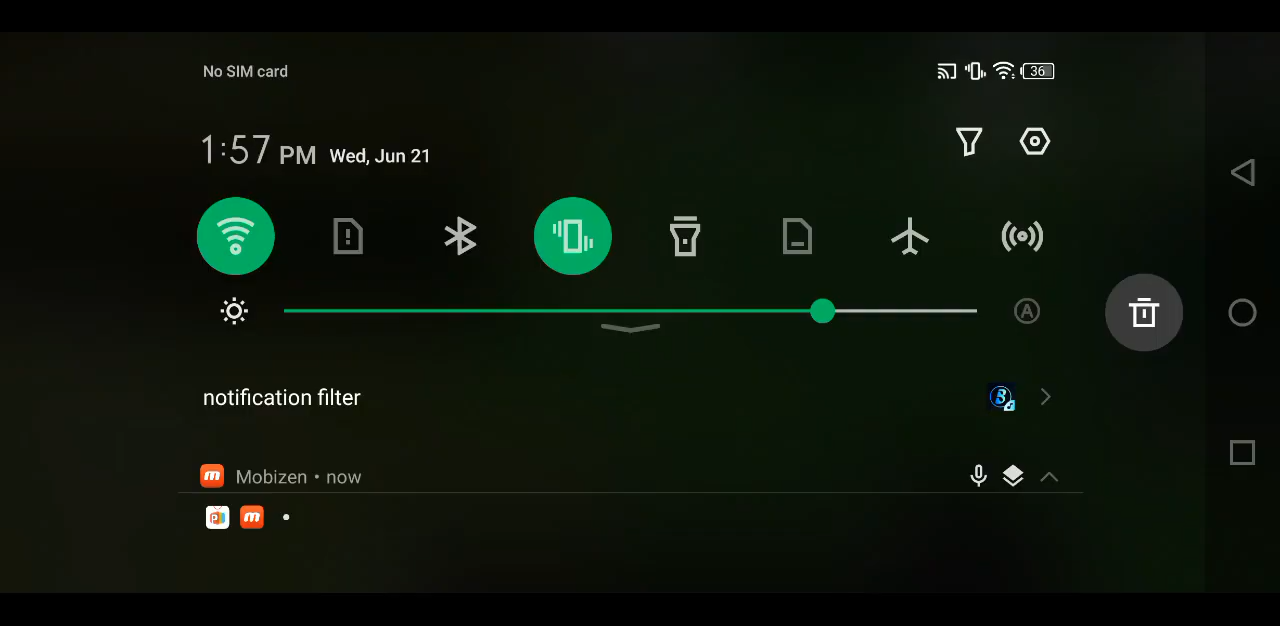 No SIM card
36
1:57 PM Wed, Jun 21
A
notification filter
Mobizen • now